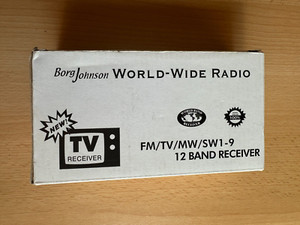 Borg Johnson WORLD-WIDE RADIO
NEW!
TV
RECEIVER
FM/TV/MW/SW1-9
12 BAND RECEIVER